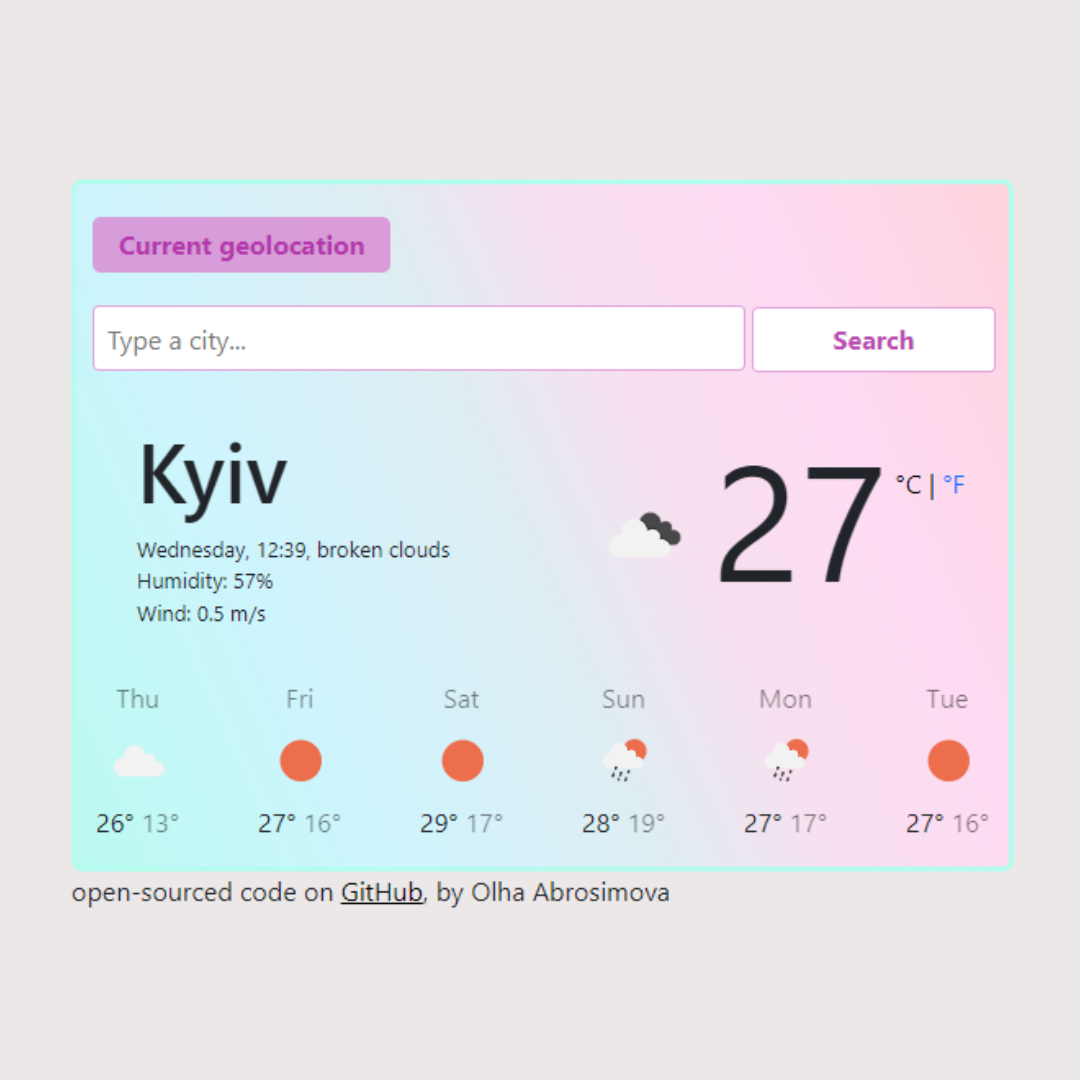 Current geolocation
Type a city...
Search
Kyiv
27 °C | °F
Wednesday, 12:39, broken clouds
Humidity: 57%
Wind: 0.5 m/s
Thu Fri Sat Sun Mon Tue
26° 13° 27° 16° 29° 17° 28° 19° 27° 17° 27° 16°
open-sourced code on GitHub, by Olha Abrosimova